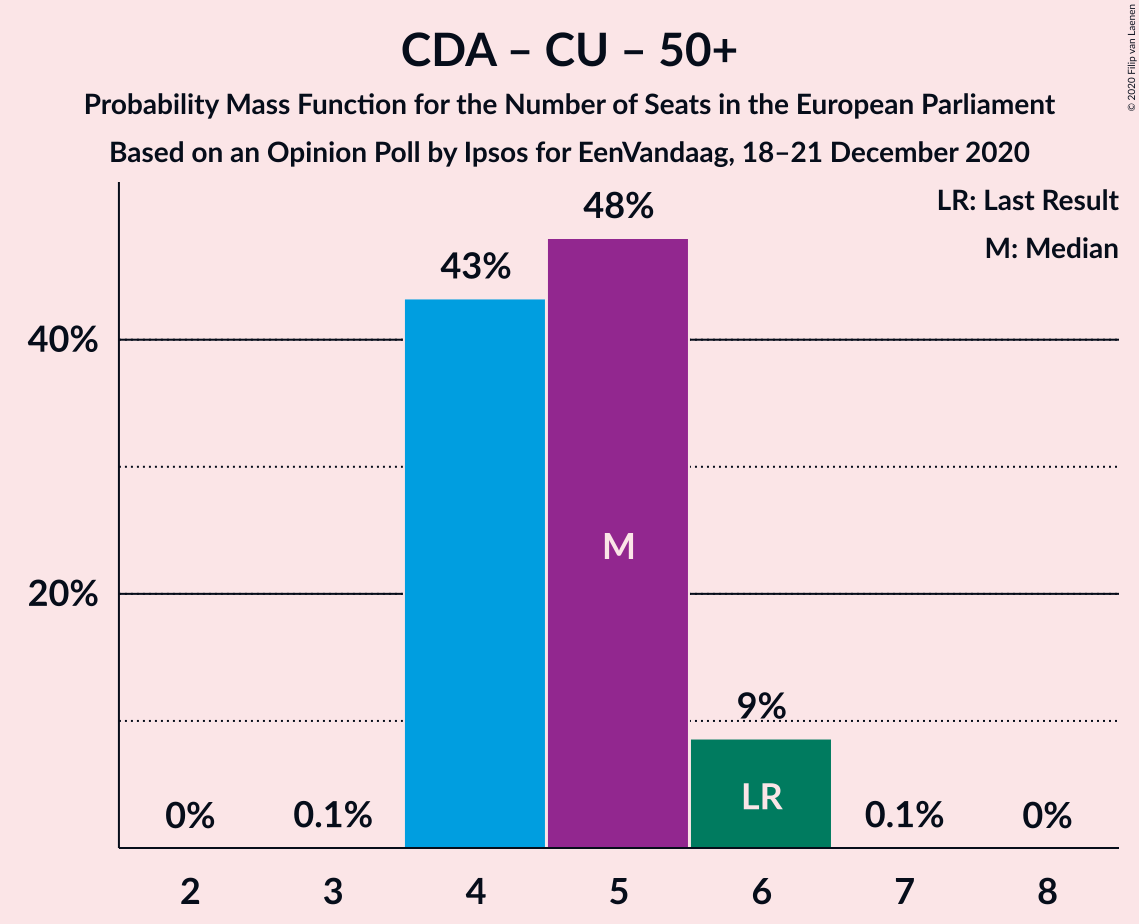 CDA – CU – 50+
Probability Mass Function for the Number of Seats in the European Parliament
Based on an Opinion Poll by Ipsos for EenVandaag, 18–21 December 2020
© 2020 Filip van Laenen
LR: Last Result
M: Median
48%
43%
40%
M
20%
9%
LR
0%
0.1%
0.1%
0%
2
3
4
5
6
7
8